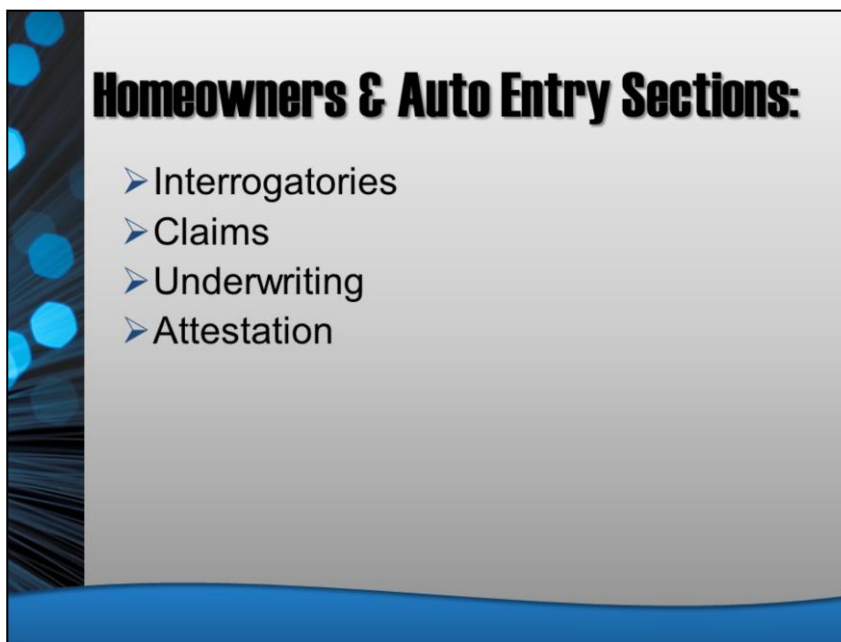 Homeowners & Auto Entry Sections:
➢Interrogatories
➢Claims
➢Underwriting
➢Attestation